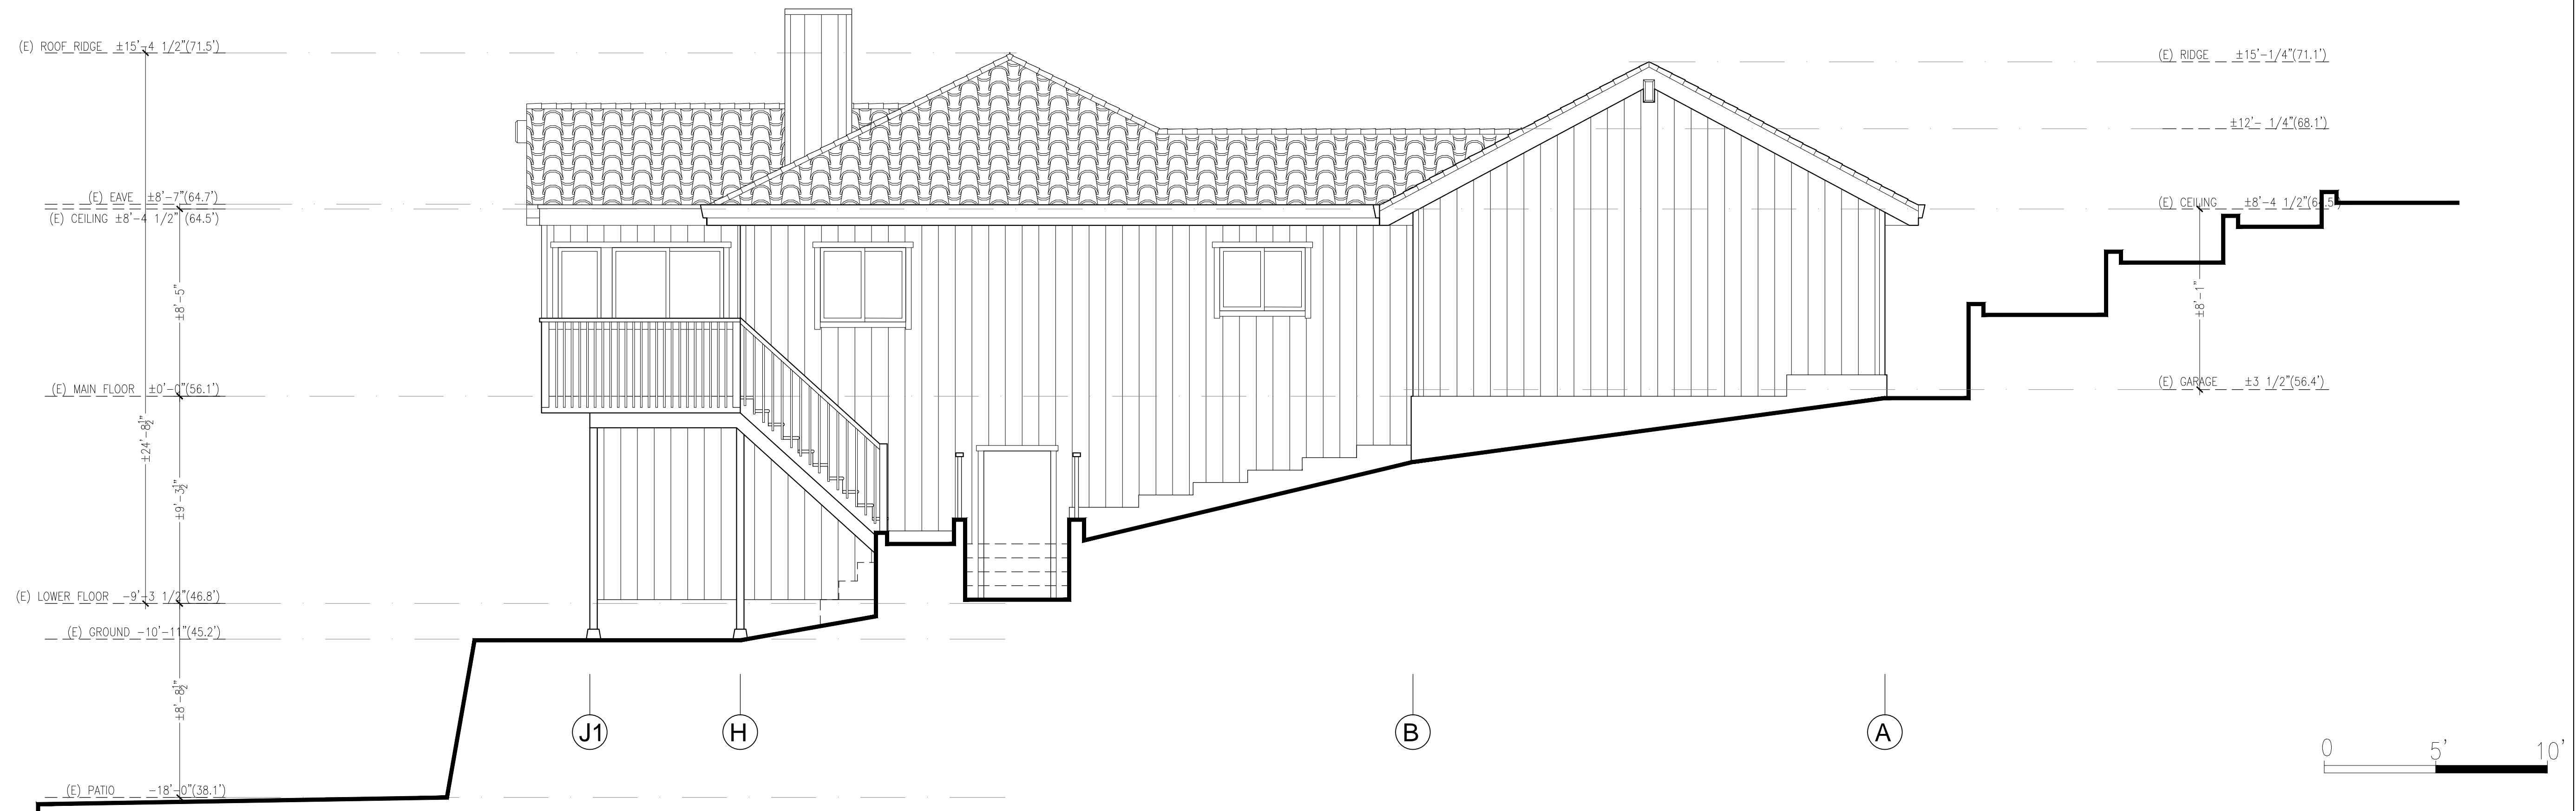 (E) ROOF RIDGE ±15'-4 1/2"(71.5')
(E) RIDGE ±15'-1/4"(71.1')
±12'- 1/4"(68.1')
(E) EAVE ±8'-7"(64.7')
(E) CEILING ±8'-4 1/2" (64.5')
(E) CEILING ±8'-4 1/2"(64.5')
±8'-5"
±8'-1"
(E) MAIN FLOOR ±0'-0"(56.1')
(E) GARAGE ±3 1/2"(56.4')
±24'-8½"
±9'-3½"
(E) LOWER FLOOR -9'-3 1/2"(46.8')
(E) GROUND -10'-11"(45.2')
±8'-8½"
J1 H B A
0 5' 10'
(E) PATIO -18'-0"(38.1')